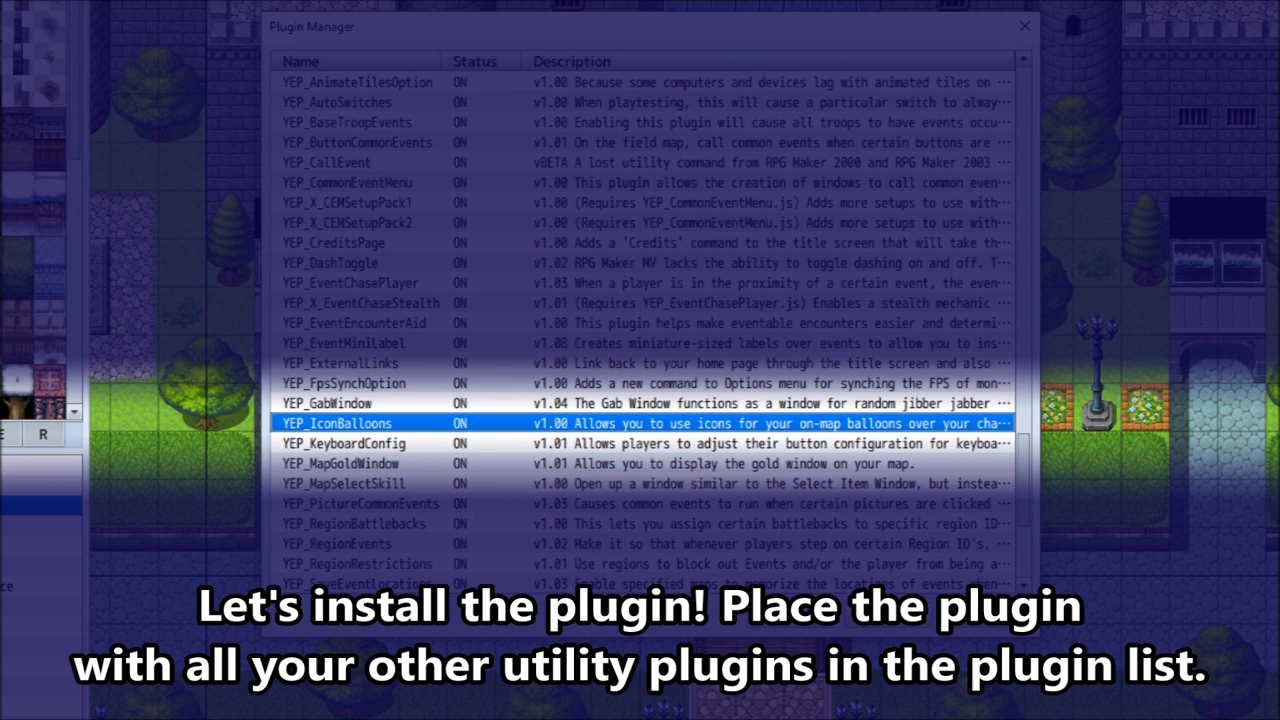 Plugin Manager
Name Status Description
YEP_AnimateTilesOption ON v1.00 Because some computers and devices lag with animated tiles on ···
YEP_AutoSwitches ON v1.00 When playtesting, this will cause a particular switch to alway···
YEP_BaseTroopEvents ON v1.00 Enabling this plugin will cause all troops to have events occu···
YEP_ButtonCommonEvents ON v1.01 On the field map, call common events when certain buttons are ···
YEP_CallEvent ON vBETA A lost utility command from RPG Maker 2000 and RPG Maker 2003 ···
YEP_CommonEventMenu ON v1.00 This plugin allows the creation of windows to call common even···
YEP_X_CEMSetupPack1 ON v1.00 (Requires YEP_CommonEventMenu.js) Adds more setups to use with···
YEP_X_CEMSetupPack2 ON v1.00 (Requires YEP_CommonEventMenu.js) Adds more setups to use with···
YEP_CreditsPage ON v1.00 Adds a 'Credits' command to the title screen that will take th···
YEP_DashToggle ON v1.02 RPG Maker MV lacks the ability to toggle dashing on and off. T···
YEP_EventChasePlayer ON v1.03 When a player is in the proximity of a certain event, the even···
YEP_X_EventChaseStealth ON v1.01 (Requires YEP_EventChasePlayer.js) Enables a stealth mechanic ···
YEP_EventEncounterAid ON v1.00 This plugin helps make eventable encounters easier and determi···
YEP_EventMiniLabel ON v1.08 Creates miniature-sized labels over events to allow you to ins···
YEP_ExternalLinks ON v1.00 Link back to your home page through the title screen and also ···
YEP_FpsSynchOption ON v1.00 Adds a new command to Options menu for synching the FPS of mon···
YEP_GabWindow ON v1.04 The Gab Window functions as a window for random jibber jabber ···
YEP_IconBalloons ON v1.00 Allows you to use icons for your on-map balloons over your cha···
E R
YEP_KeyboardConfig ON v1.01 Allows players to adjust their button configuration for keyboa···
YEP_MapGoldWindow ON v1.01 Allows you to display the gold window on your map.
YEP_MapSelectSkill ON v1.00 Open up a window similar to the Select Item Window, but instea···
YEP_PictureCommonEvents ON v1.03 Causes common events to run when certain pictures are clicked ···
YEP_RegionBattlebacks ON v1.00 This lets you assign certain battlebacks to specific region ID···
YEP_RegionEvents ON v1.02 Make it so that whenever players step on certain Region ID's, ···
YEP_RegionRestrictions ON v1.01 Use regions to block out Events and/or the player from being a···
YEP_SaveEventLocations ON v1.03 Enable specified maps to memorize the locations of events when···
ce
Let's install the plugin! Place the plugin
with all your other utility plugins in the plugin list.